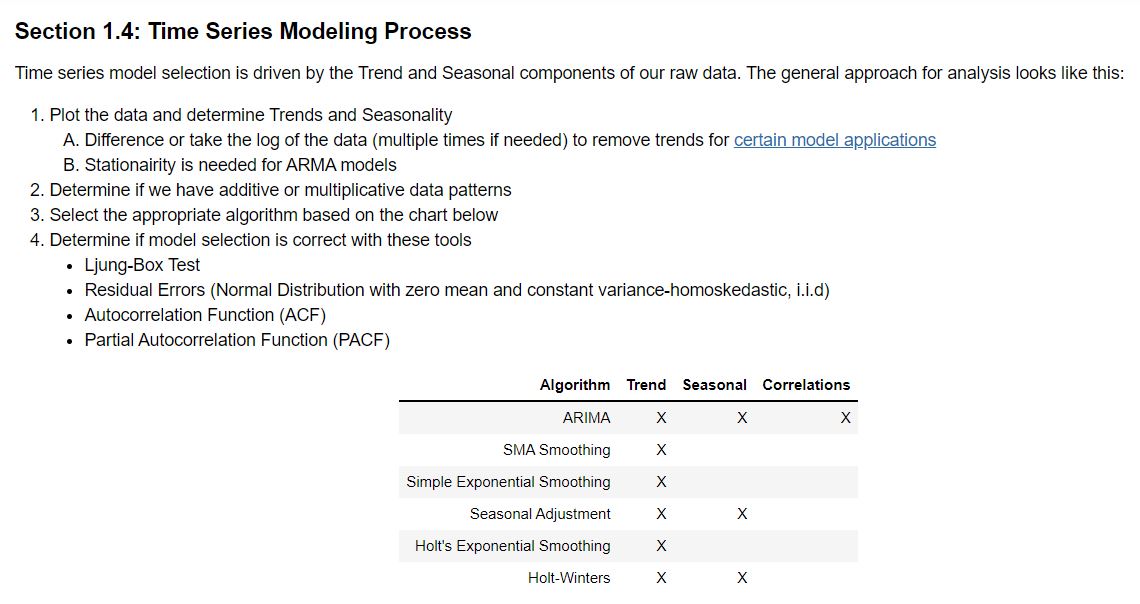 Section 1.4: Time Series Modeling Process
Time series model selection is driven by the Trend and Seasonal components of our raw data. The general approach for analysis looks like this:
1. Plot the data and determine Trends and Seasonality
A. Difference or take the log of the data (multiple times if needed) to remove trends for certain model applications
B. Stationairity is needed for ARMA models
2. Determine if we have additive or multiplicative data patterns
3. Select the appropriate algorithm based on the chart below
4. Determine if model selection is correct with these tools
• Ljung-Box Test
• Residual Errors (Normal Distribution with zero mean and constant variance-homoskedastic, i.i.d)
• Autocorrelation Function (ACF)
• Partial Autocorrelation Function (PACF)
Algorithm Trend Seasonal Correlations
ARIMA X X X
SMA Smoothing X
Simple Exponential Smoothing X
Seasonal Adjustment X X
Holt's Exponential Smoothing X
Holt-Winters X X